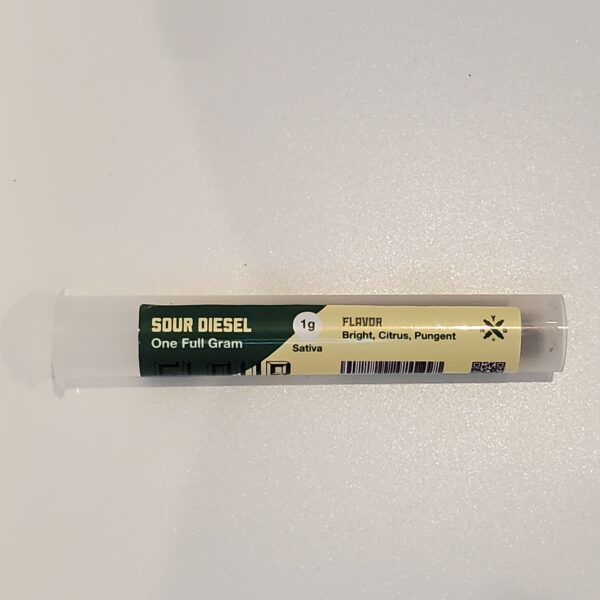 SOUR DIESEL
One Full Gram
1g
Sativa
FLAVOR
Bright, Citrus, Pungent